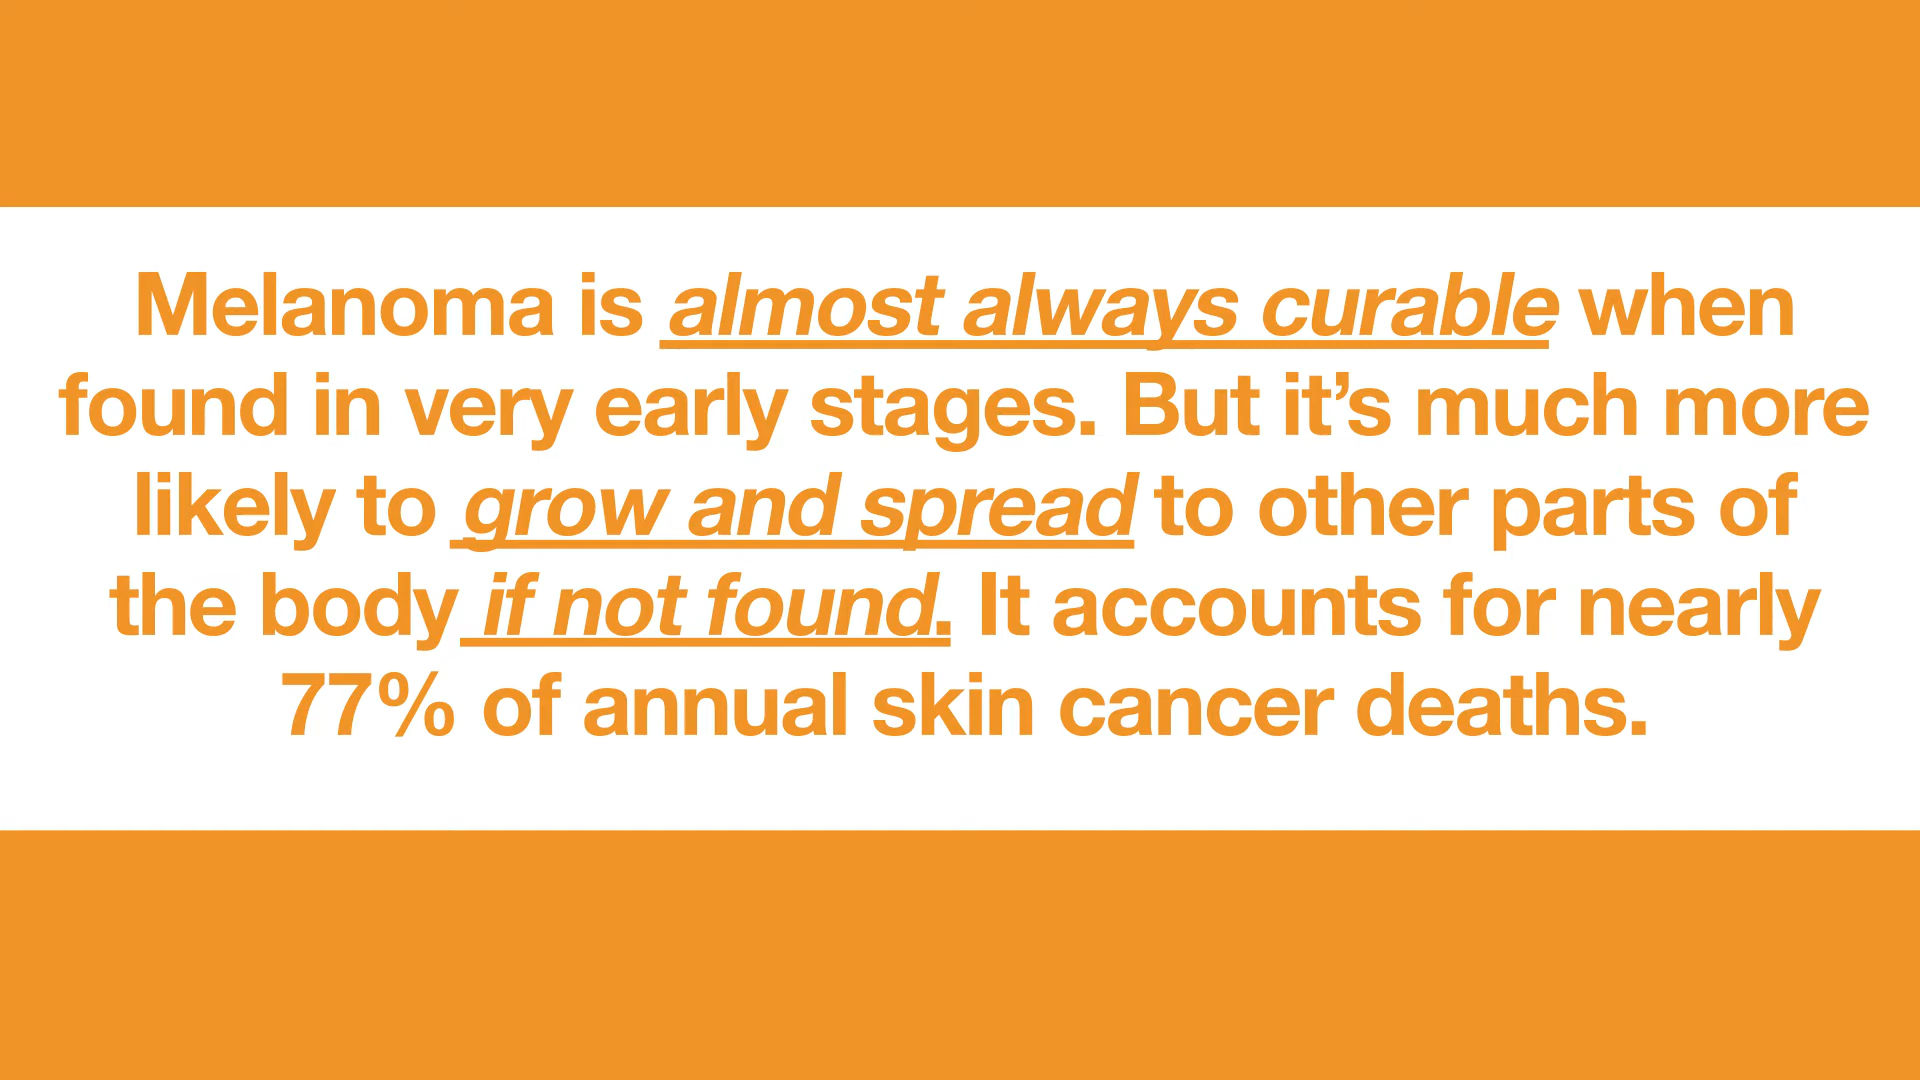 Melanoma is almost always curable when
found in very early stages. But it’s much more
likely to grow and spread to other parts of
the body if not found. It accounts for nearly
77% of annual skin cancer deaths.